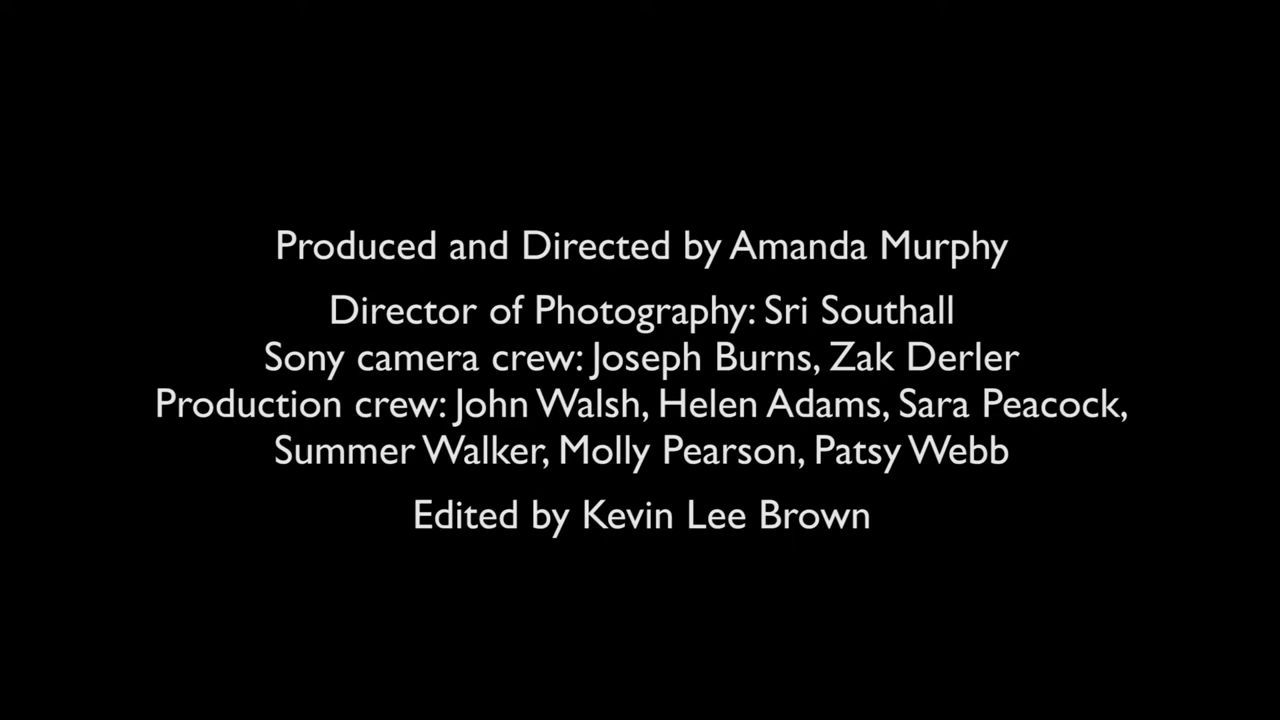 Produced and Directed by Amanda Murphy
Director of Photography: Sri Southall
Sony camera crew: Joseph Burns, Zak Derler
Production crew: John Walsh, Helen Adams, Sara Peacock,
Summer Walker, Molly Pearson, Patsy Webb
Edited by Kevin Lee Brown